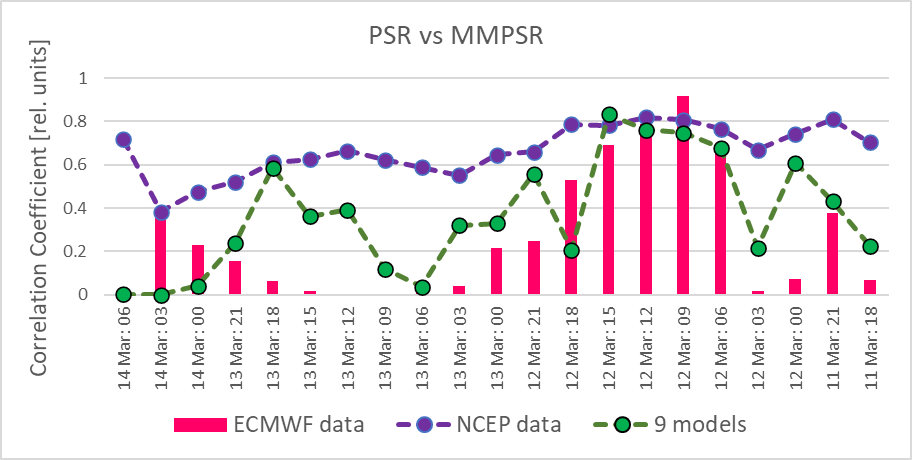 PSR vs MMPSR
Correlation Coefficient [rel. units]
1
0.8
0.6
0.4
0.2
0
14 Mar: 06
14 Mar: 03
14 Mar: 00
13 Mar: 21
13 Mar: 18
13 Mar: 15
13 Mar: 12
13 Mar: 09
13 Mar: 06
13 Mar: 03
13 Mar: 00
12 Mar: 21
12 Mar: 18
12 Mar: 15
12 Mar: 12
12 Mar: 09
12 Mar: 06
12 Mar: 03
12 Mar: 00
11 Mar: 21
11 Mar: 18
ECMWF data
NCEP data
9 models